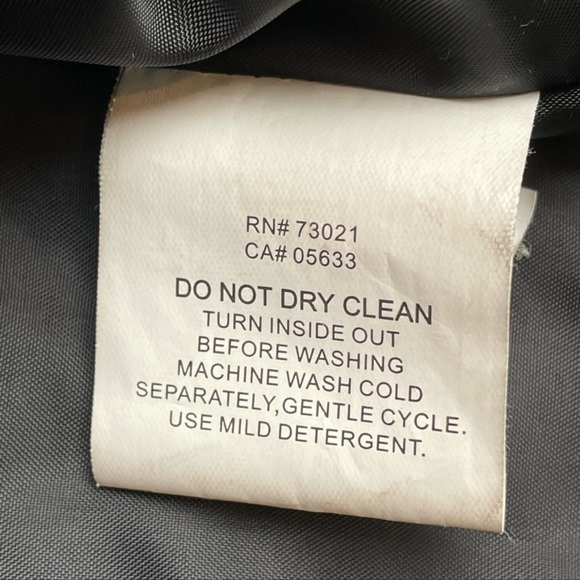 RN# 73021
CA# 05633
DO NOT DRY CLEAN
TURN INSIDE OUT
BEFORE WASHING
MACHINE WASH COLD
SEPARATELY,GENTLE CYCLE.
USE MILD DETERGENT.